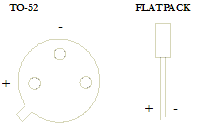 TO-52 FLATPACK
-
+
+ -